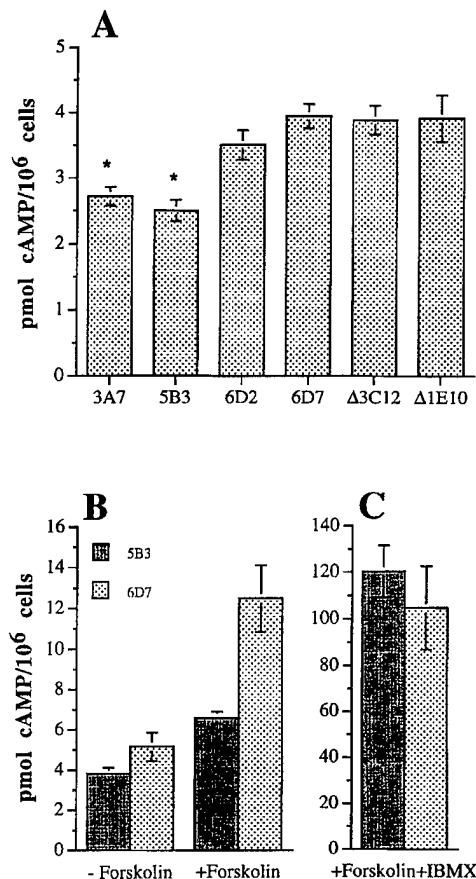 A
pmol cAMP/10⁶ cells
5
4
3
2
1
0
* *
3A7 5B3 6D2 6D7 Δ3C12 Δ1E10
B
pmol cAMP/10⁶ cells
16
14
12
10
8
6
4
2
0
5B3
6D7
- Forskolin +Forskolin
C
140
120
100
80
60
40
20
0
+Forskolin+IBMX